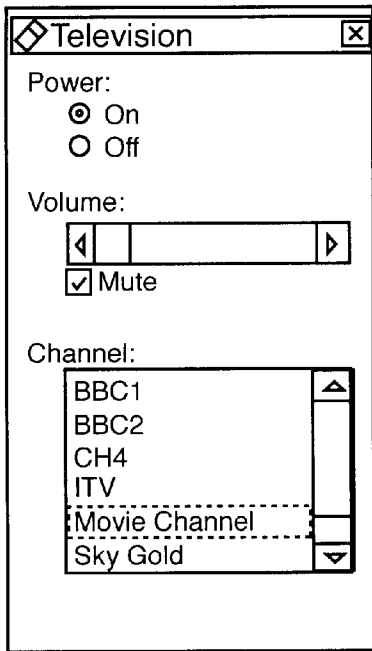 Television
Power:
On
Off
Volume:
Mute
Channel:
BBC1
BBC2
CH4
ITV
Movie Channel
Sky Gold